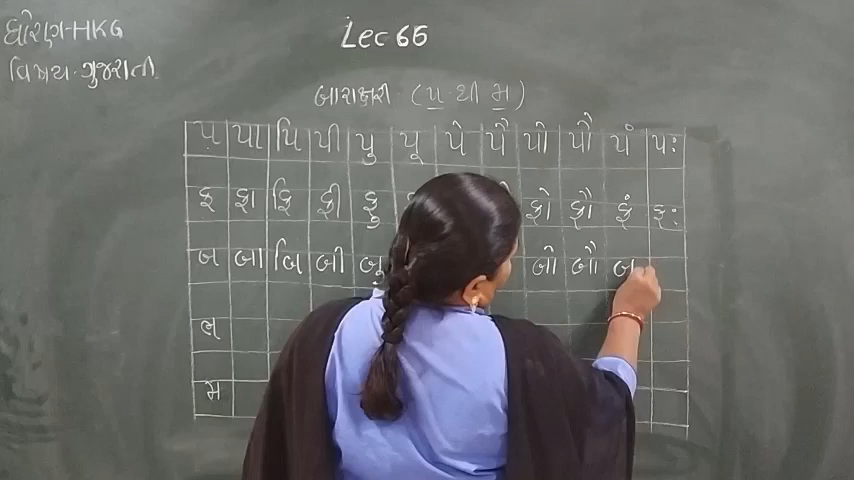 ધોરણ-HKG
Lec 66
વિષય-ગુજરાતી.
બારાક્ષરી - (પ થી મ)
પ પા પિ પી પુ પૂ પે પૈ પો પૌ પં પઃ
ફ ફા ફિ ફી ફુ ફો ફૌ ફં ફઃ
બ બા બિ બી બુ બો બૌ બ
ભ
મ